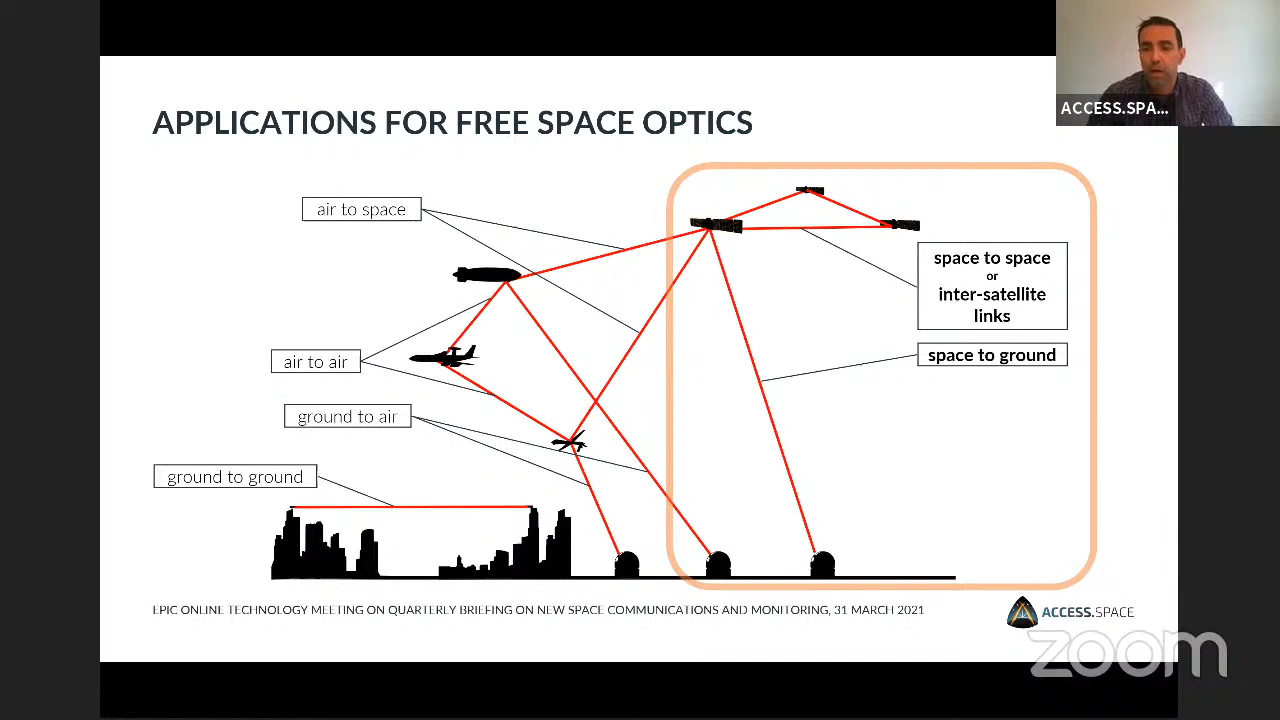 ACCESS.SPA...
APPLICATIONS FOR FREE SPACE OPTICS
air to space
space to space
or
inter-satellite
links
space to ground
air to air
ground to air
ground to ground
EPIC ONLINE TECHNOLOGY MEETING ON QUARTERLY BRIEFING ON NEW SPACE COMMUNICATIONS AND MONITORING, 31 MARCH 2021
ACCESS.SPACE
zoom